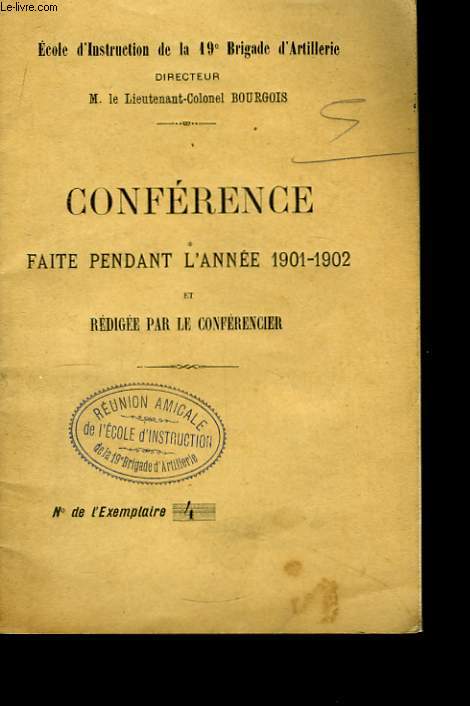 Le-livre.com
École d'Instruction de la 19e Brigade d'Artillerie
DIRECTEUR
M. le Lieutenant-Colonel BOURGOIS
5
CONFÉRENCE
FAITE PENDANT L'ANNÉE 1901-1902
ET
RÉDIGÉE PAR LE CONFÉRENCIER
RÉUNION AMICALE
de l'ÉCOLE d'INSTRUCTION
de la 19e Brigade d'Artillerie
No de l'Exemplaire 4